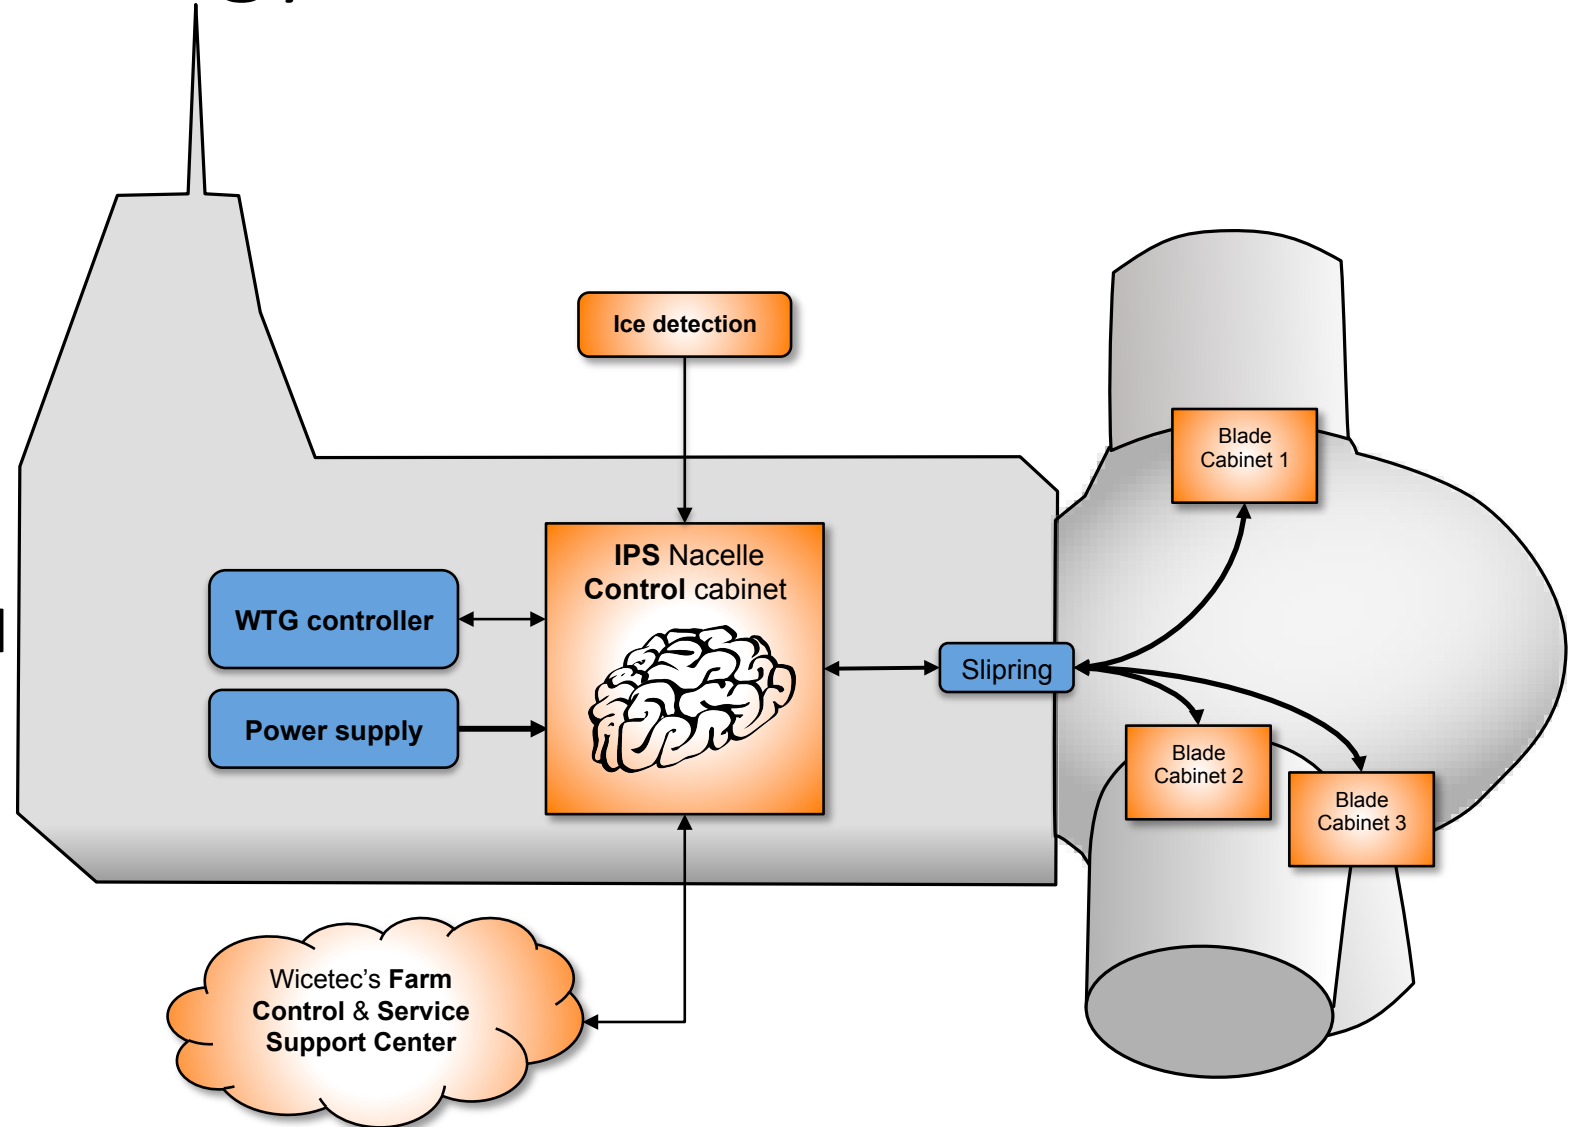 Ice detection
Blade
Cabinet 1
IPS Nacelle
Control cabinet
WTG controller
Slipring
Power supply
Blade
Cabinet 2
Blade
Cabinet 3
Wicetec's Farm
Control & Service
Support Center